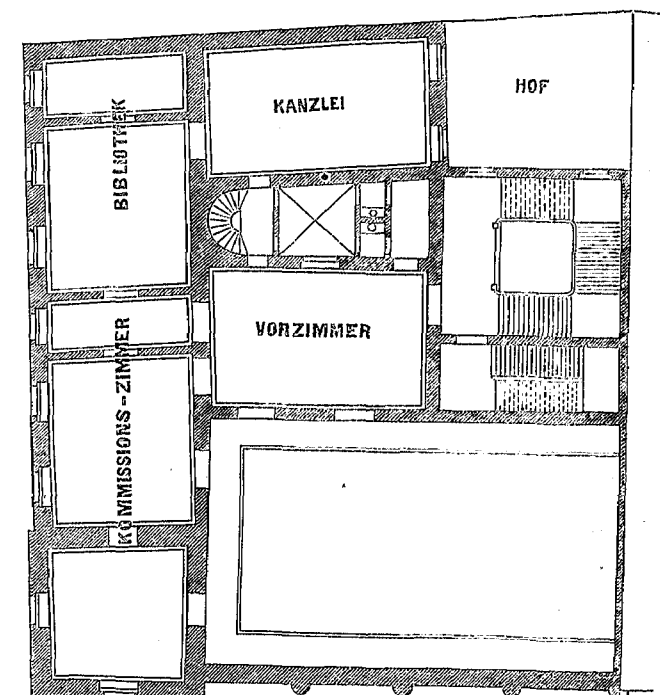 KANZLEI
HOF
BIBLIOTHEK
VORZIMMER
KOMMISSIONS-ZIMMER